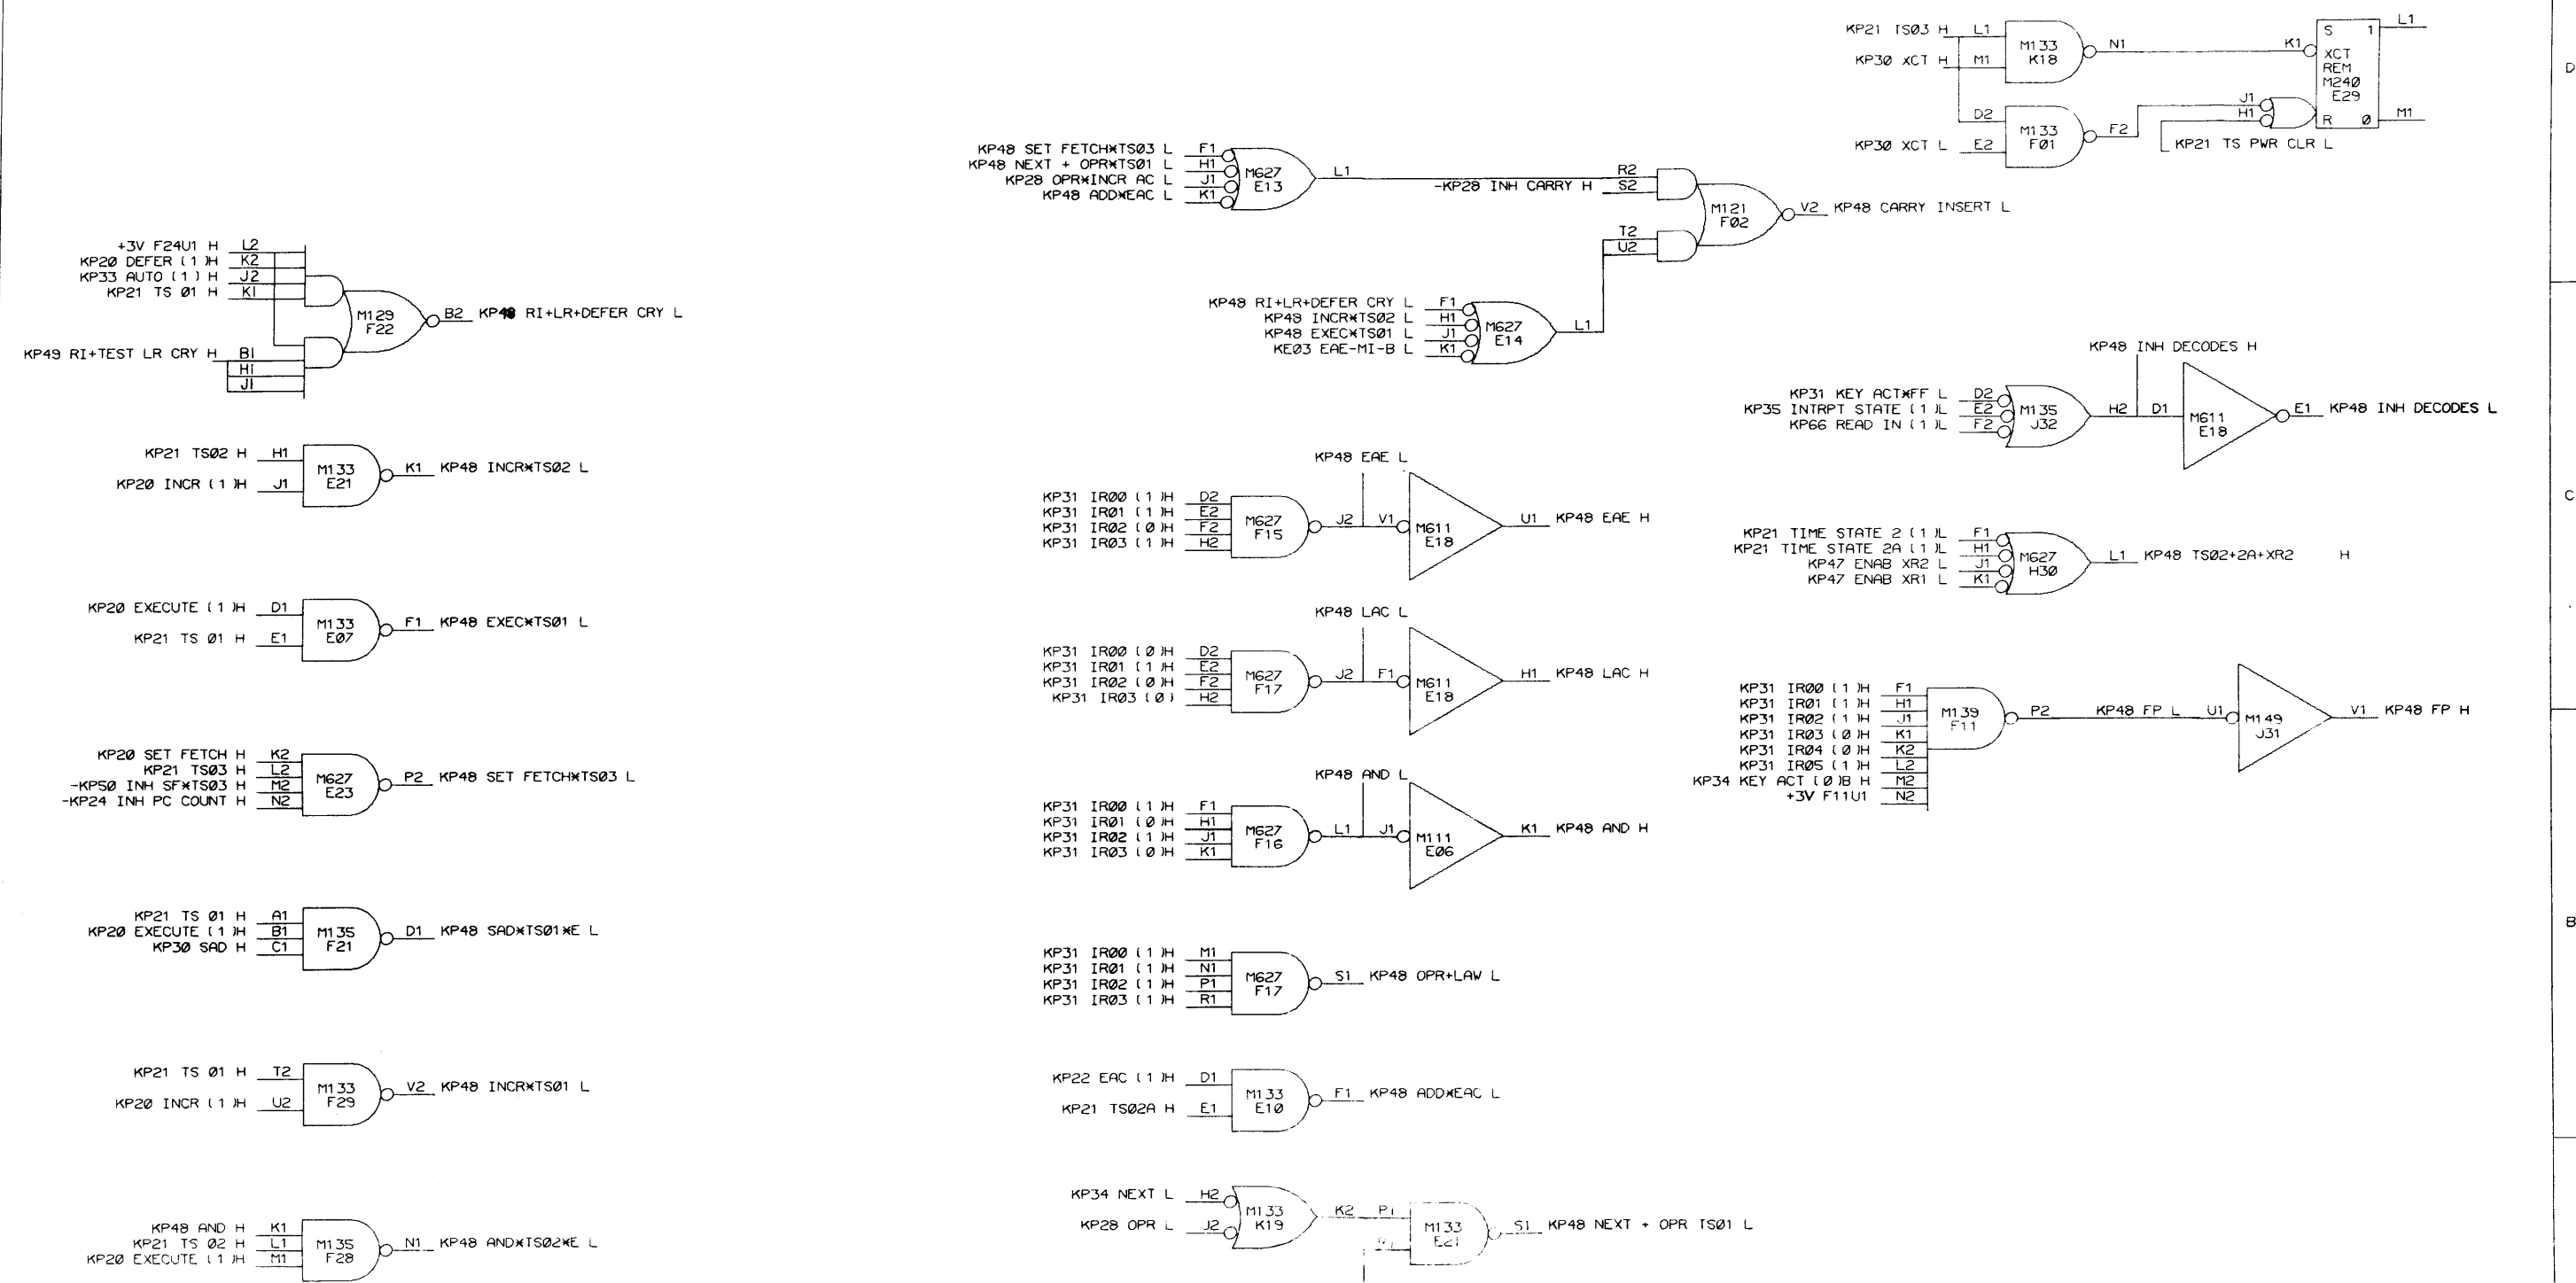 KP21 TS03 H L1
KP30 XCT H M1
M133
K18
N1
K1
S 1
XCT
REM
M240
E29
R Ø
L1
M1
D2
KP30 XCT L E2
M133
F01
F2
J1
H1
KP21 TS PWR CLR L
KP48 SET FETCH*TS03 L F1
KP48 NEXT + OPR*TS01 L H1
KP28 OPR*INCR AC L J1
KP48 ADD*EAC L K1
M627
E13
L1
R2
-KP28 INH CARRY H S2
T2
U2
M121
F02
V2 KP48 CARRY INSERT L
+3V F24U1 H L2
KP20 DEFER (1)H K2
KP33 AUTO (1) H J2
KP21 TS Ø1 H K1
M129
F22
B2 KP48 RI+LR+DEFER CRY L
KP49 RI+TEST LR CRY H B1
H1
J1
KP48 RI+LR+DEFER CRY L F1
KP48 INCR*TS02 L H1
KP48 EXEC*TS01 L J1
KE03 EAE-MI-B L K1
M627
E14
L1
KP48 INH DECODES H
KP31 KEY ACT*FF L D2
KP35 INTRPT STATE (1)L E2
KP66 READ IN (1)L F2
M135
J32
H2 D1
M611
E18
E1 KP48 INH DECODES L
KP21 TS02 H H1
KP20 INCR (1)H J1
M133
E21
K1 KP48 INCR*TS02 L
KP48 EAE L
KP31 IR00 (1)H D2
KP31 IR01 (1)H E2
KP31 IR02 (0)H F2
KP31 IR03 (1)H H2
M627
F15
J2 V1
M611
E18
U1 KP48 EAE H
KP21 TIME STATE 2 (1)L F1
KP21 TIME STATE 2A (1)L H1
KP47 ENAB XR2 L J1
KP47 ENAB XR1 L K1
M627
H30
L1 KP48 TS02+2A+XR2 H
KP20 EXECUTE (1)H D1
KP21 TS Ø1 H E1
M133
E07
F1 KP48 EXEC*TS01 L
KP48 LAC L
KP31 IR00 (0)H D2
KP31 IR01 (1)H E2
KP31 IR02 (0)H F2
KP31 IR03 (0) H2
M627
F17
J2 F1
M611
E18
H1 KP48 LAC H
KP31 IR00 (1)H F1
KP31 IR01 (1)H H1
KP31 IR02 (1)H J1
KP31 IR03 (0)H K1
KP31 IR04 (0)H K2
KP31 IR05 (1)H L2
KP34 KEY ACT (0)B H M2
+3V F11U1 N2
M139
F11
P2 KP48 FP L U1
M149
J31
V1 KP48 FP H
KP20 SET FETCH H K2
KP21 TS03 H L2
-KP50 INH SF*TS03 H M2
-KP24 INH PC COUNT H N2
M627
E23
P2 KP48 SET FETCH*TS03 L
KP48 AND L
KP31 IR00 (1)H F1
KP31 IR01 (0)H H1
KP31 IR02 (1)H J1
KP31 IR03 (0)H K1
M627
F16
L1 J1
M111
E06
K1 KP48 AND H
KP21 TS Ø1 H A1
KP20 EXECUTE (1)H B1
KP30 SAD H C1
M135
F21
D1 KP48 SAD*TS01*E L
KP31 IR00 (1)H M1
KP31 IR01 (1)H N1
KP31 IR02 (1)H P1
KP31 IR03 (1)H R1
M627
F17
S1 KP48 OPR+LAW L
KP21 TS Ø1 H T2
KP20 INCR (1)H U2
M133
F29
V2 KP48 INCR*TS01 L
KP22 EAC (1)H D1
KP21 TS02A H E1
M133
E10
F1 KP48 ADD*EAC L
KP48 AND H K1
KP21 TS Ø2 H L1
KP20 EXECUTE (1)H M1
M135
F28
N1 KP48 AND*TS02*E L
KP34 NEXT L H2
KP28 OPR L J2
M133
K19
K2 P1
M133
E21
S1 KP48 NEXT + OPR TS01 L
D
C
B